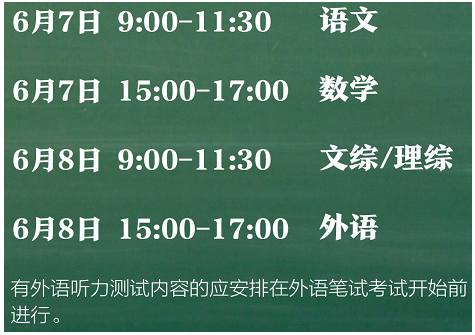 6月7日 9:00-11:30 语文
6月7日 15:00-17:00 数学
6月8日 9:00-11:30 文综/理综
6月8日 15:00-17:00 外语
有外语听力测试内容的应安排在外语笔试考试开始前
进行。